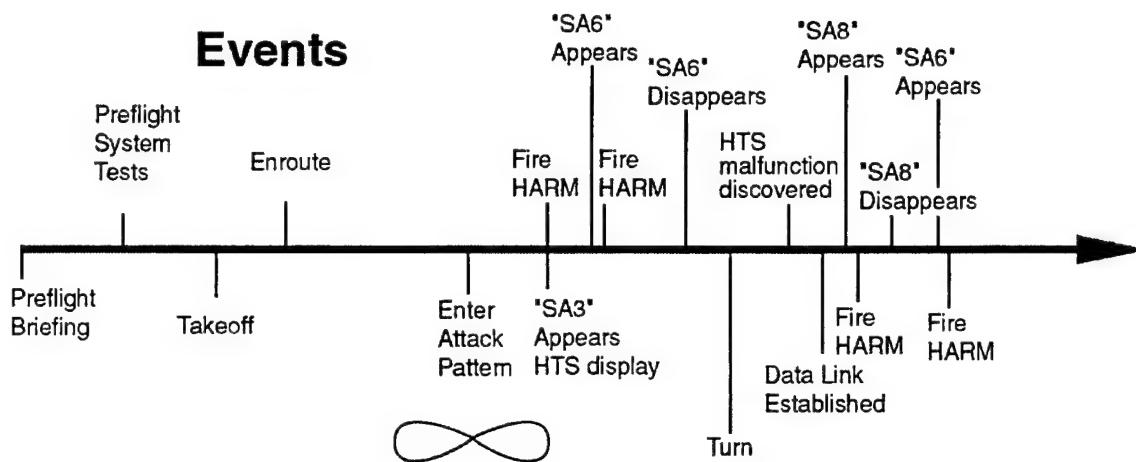 Events
"SA6"
Appears
"SA6"
Disappears
"SA8"
Appears
"SA6"
Appears
Preflight
System
Tests
Enroute
Fire
HARM
Fire
HARM
HTS
malfunction
discovered
"SA8"
Disappears
Preflight
Briefing
Takeoff
Enter
Attack
Pattern
"SA3"
Appears
HTS display
Turn
Data Link
Established
Fire
HARM
Fire
HARM